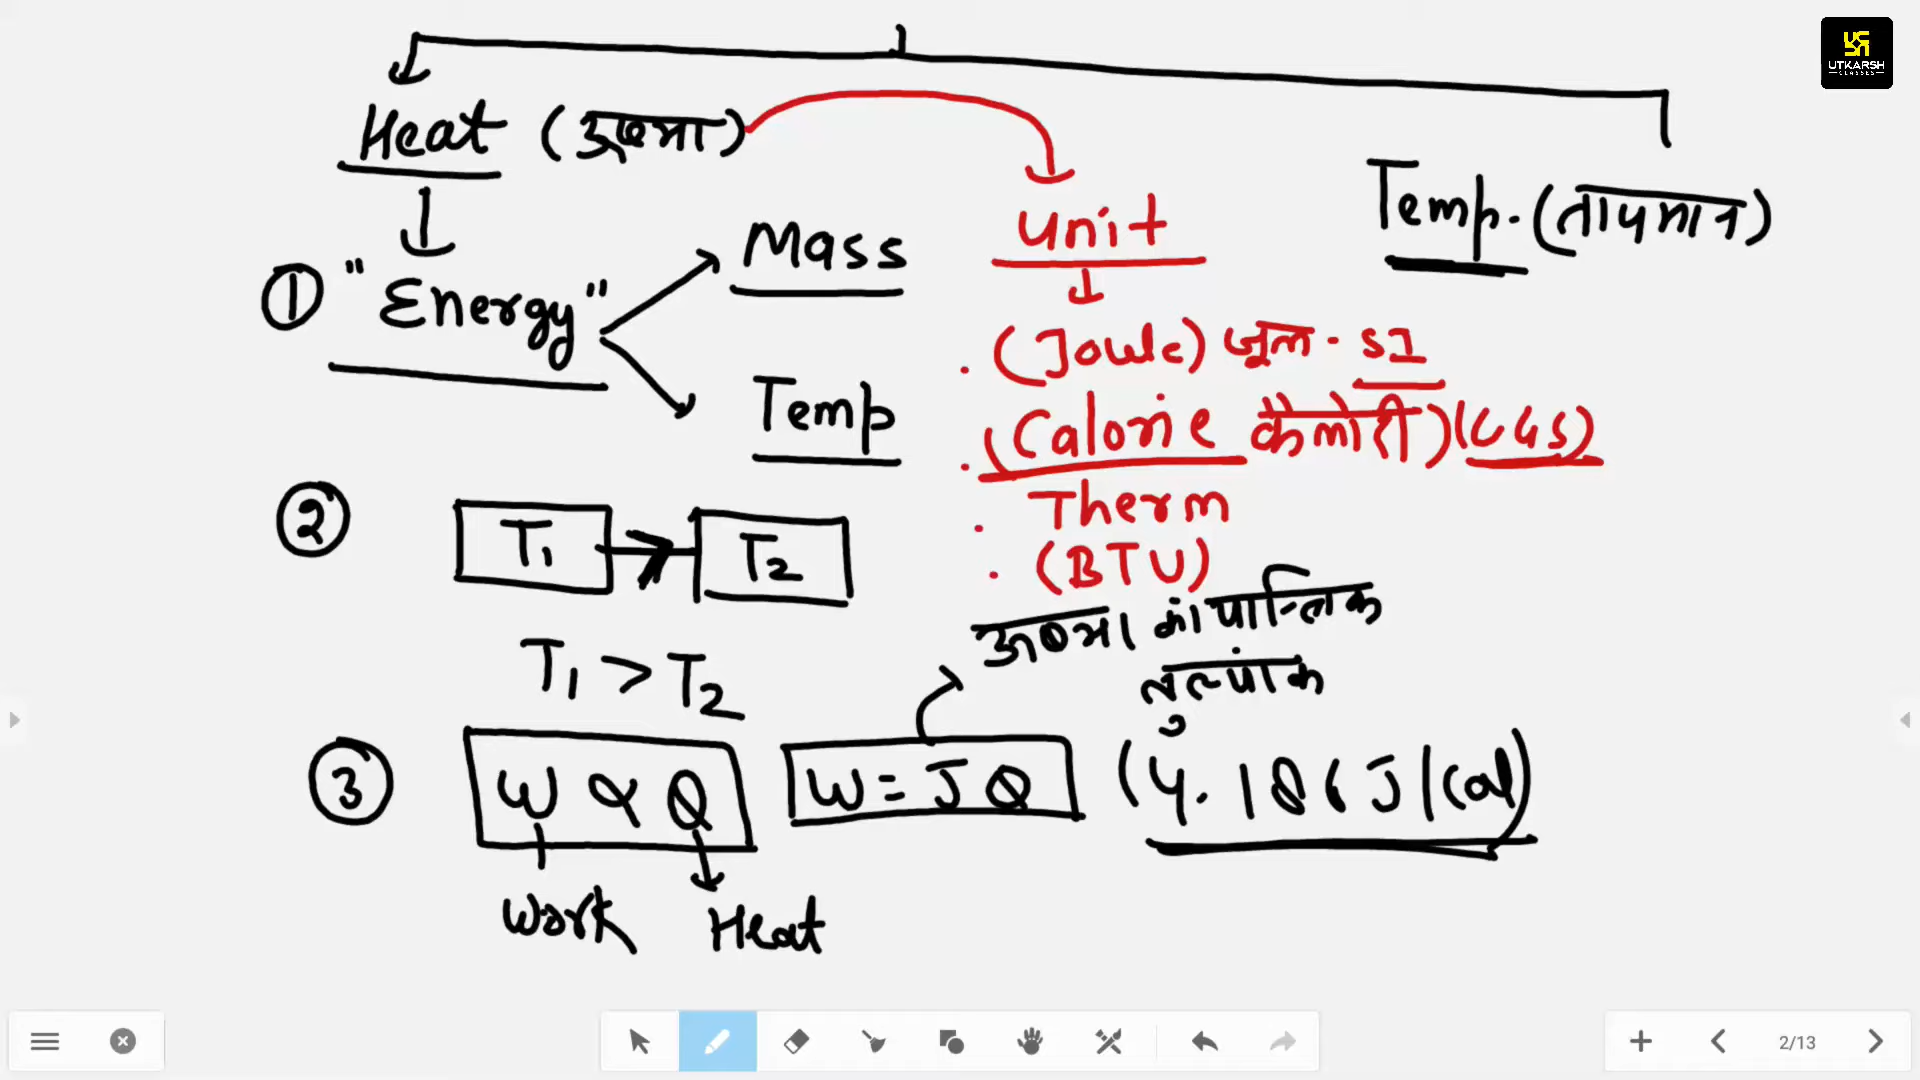 UTKARSH
CLASSES
Heat (ऊष्मा)
Temp. (तापमान)
Unit
① "Energy"
Mass
Temp
. (Joule) जूल - SI
. (Calorie कैलोरी) (CGS)
. Therm
. (BTU)
② T1 → T2
T1 > T2
ऊष्मा का यान्त्रिक
तुल्यांक
③ W ∝ Q
W = J Q
(4.186 J/Cal)
Work
Heat
2/13